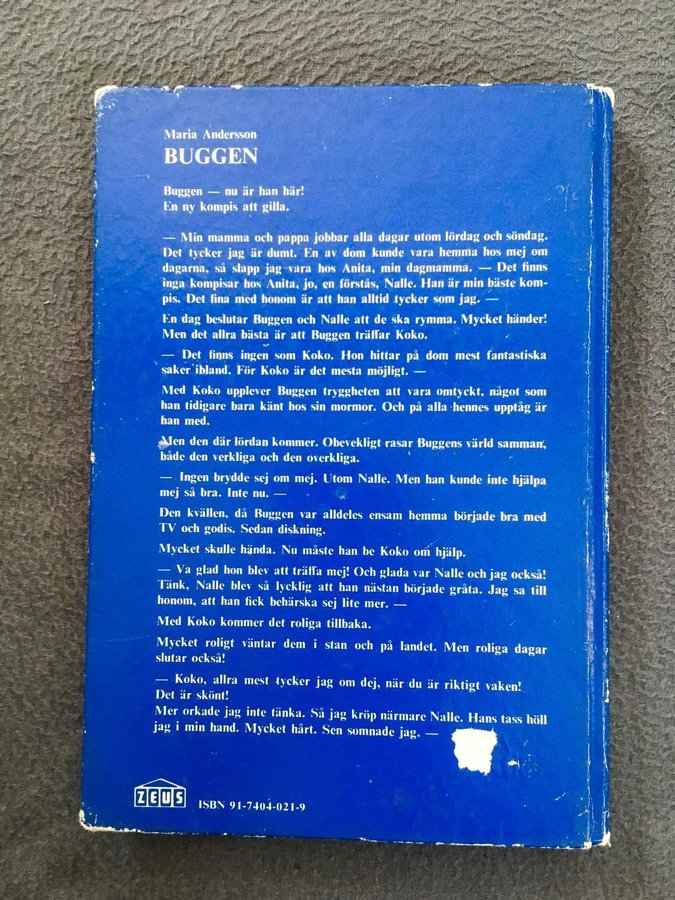 Maria Andersson
BUGGEN
Buggen — nu är han här!
En ny kompis att gilla.
— Min mamma och pappa jobbar alla dagar utom lördag och söndag.
Det tycker jag är dumt. En av dom kunde vara hemma hos mej om
dagarna, så slapp jag vara hos Anita, min dagmamma. — Det finns
inga kompisar hos Anita, jo, en förstås, Nalle. Han är min bäste kom-
pis. Det fina med honom är att han alltid tycker som jag. —
En dag beslutar Buggen och Nalle att de ska rymma. Mycket händer!
Men det allra bästa är att Buggen träffar Koko.
— Det finns ingen som Koko. Hon hittar på dom mest fantastiska
saker ibland. För Koko är det mesta möjligt. —
Med Koko upplever Buggen tryggheten att vara omtyckt, något som
han tidigare bara känt hos sin mormor. Och på alla hennes upptåg är
han med.
Men den där lördan kommer. Obevekligt rasar Buggens värld samman,
både den verkliga och den overkliga.
— Ingen brydde sej om mej. Utom Nalle. Men han kunde inte hjälpa
mej så bra. Inte nu. —
Den kvällen, då Buggen var alldeles ensam hemma började bra med
TV och godis. Sedan diskning.
Mycket skulle hända. Nu måste han be Koko om hjälp.
— Va glad hon blev att träffa mej! Och glada var Nalle och jag också!
Tänk, Nalle blev så lycklig att han nästan började gråta. Jag sa till
honom, att han fick behärska sej lite mer. —
Med Koko kommer det roliga tillbaka.
Mycket roligt väntar dem i stan och på landet. Men roliga dagar
slutar också!
— Koko, allra mest tycker jag om dej, när du är riktigt vaken!
Det är skönt!
Mer orkade jag inte tänka. Så jag kröp närmare Nalle. Hans tass höll
jag i min hand. Mycket hårt. Sen somnade jag. —
ZEUS ISBN 91-7404-021-9